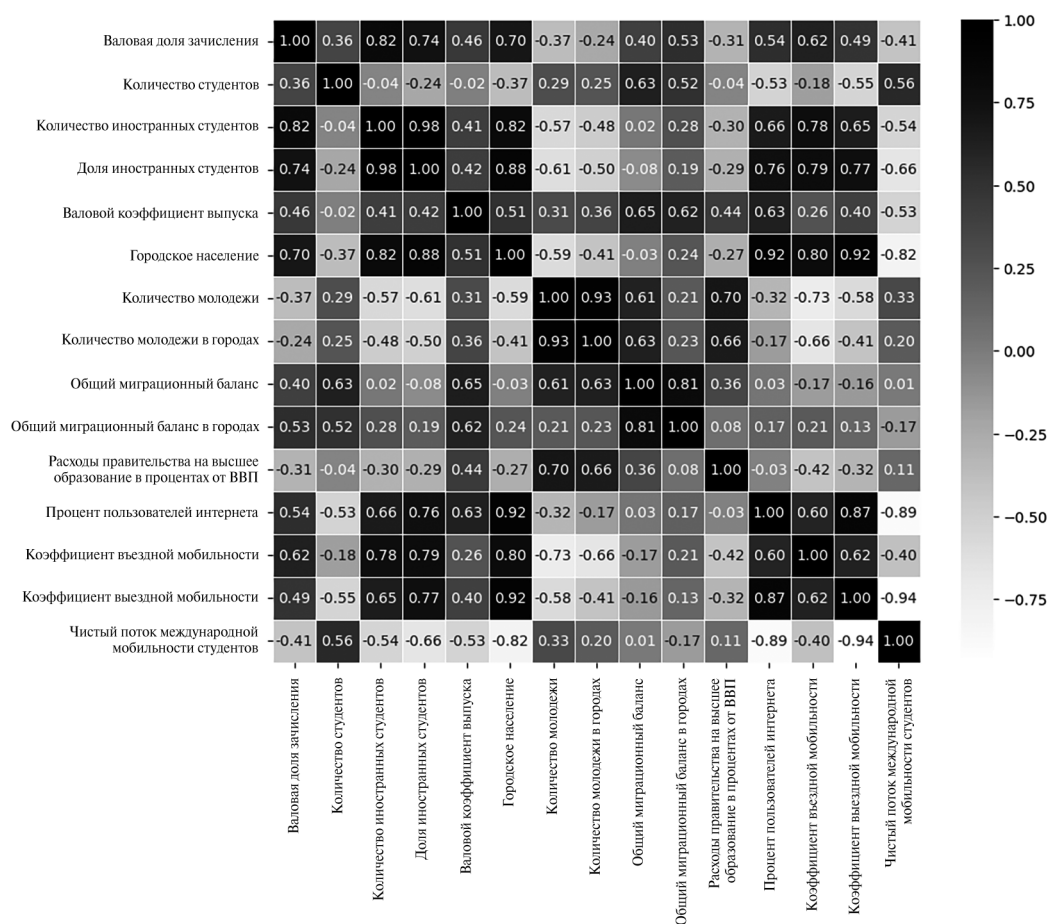 Валовая доля зачисления 1.00 0.36 0.82 0.74 0.46 0.70 -0.37 -0.24 0.40 0.53 -0.31 0.54 0.62 0.49 -0.41
Количество студентов 0.36 1.00 -0.04 -0.24 -0.02 -0.37 0.29 0.25 0.63 0.52 -0.04 -0.53 -0.18 -0.55 0.56
Количество иностранных студентов 0.82 -0.04 1.00 0.98 0.41 0.82 -0.57 -0.48 0.02 0.28 -0.30 0.66 0.78 0.65 -0.54
Доля иностранных студентов 0.74 -0.24 0.98 1.00 0.42 0.88 -0.61 -0.50 -0.08 0.19 -0.29 0.76 0.79 0.77 -0.66
Валовой коэффициент выпуска 0.46 -0.02 0.41 0.42 1.00 0.51 0.31 0.36 0.65 0.62 0.44 0.63 0.26 0.40 -0.53
Городское население 0.70 -0.37 0.82 0.88 0.51 1.00 -0.59 -0.41 -0.03 0.24 -0.27 0.92 0.80 0.92 -0.82
Количество молодежи -0.37 0.29 -0.57 -0.61 0.31 -0.59 1.00 0.93 0.61 0.21 0.70 -0.32 -0.73 -0.58 0.33
Количество молодежи в городах -0.24 0.25 -0.48 -0.50 0.36 -0.41 0.93 1.00 0.63 0.23 0.66 -0.17 -0.66 -0.41 0.20
Общий миграционный баланс 0.40 0.63 0.02 -0.08 0.65 -0.03 0.61 0.63 1.00 0.81 0.36 0.03 -0.17 -0.16 0.01
Общий миграционный баланс в городах 0.53 0.52 0.28 0.19 0.62 0.24 0.21 0.23 0.81 1.00 0.08 0.17 0.21 0.13 -0.17
Расходы правительства на высшее
образование в процентах от ВВП -0.31 -0.04 -0.30 -0.29 0.44 -0.27 0.70 0.66 0.36 0.08 1.00 -0.03 -0.42 -0.32 0.11
Процент пользователей интернета 0.54 -0.53 0.66 0.76 0.63 0.92 -0.32 -0.17 0.03 0.17 -0.03 1.00 0.60 0.87 -0.89
Коэффициент въездной мобильности 0.62 -0.18 0.78 0.79 0.26 0.80 -0.73 -0.66 -0.17 0.21 -0.42 0.60 1.00 0.62 -0.40
Коэффициент выездной мобильности 0.49 -0.55 0.65 0.77 0.40 0.92 -0.58 -0.41 -0.16 0.13 -0.32 0.87 0.62 1.00 -0.94
Чистый поток международной
мобильности студентов -0.41 0.56 -0.54 -0.66 -0.53 -0.82 0.33 0.20 0.01 -0.17 0.11 -0.89 -0.40 -0.94 1.00
Валовая доля зачисления
Количество студентов
Количество иностранных студентов
Доля иностранных студентов
Валовой коэффициент выпуска
Городское население
Количество молодежи
Количество молодежи в городах
Общий миграционный баланс
Общий миграционный баланс в городах
Расходы правительства на высшее
образование в процентах от ВВП
Процент пользователей интернета
Коэффициент въездной мобильности
Коэффициент выездной мобильности
Чистый поток международной
мобильности студентов
1.00
0.75
0.50
0.25
0.00
−0.25
−0.50
−0.75